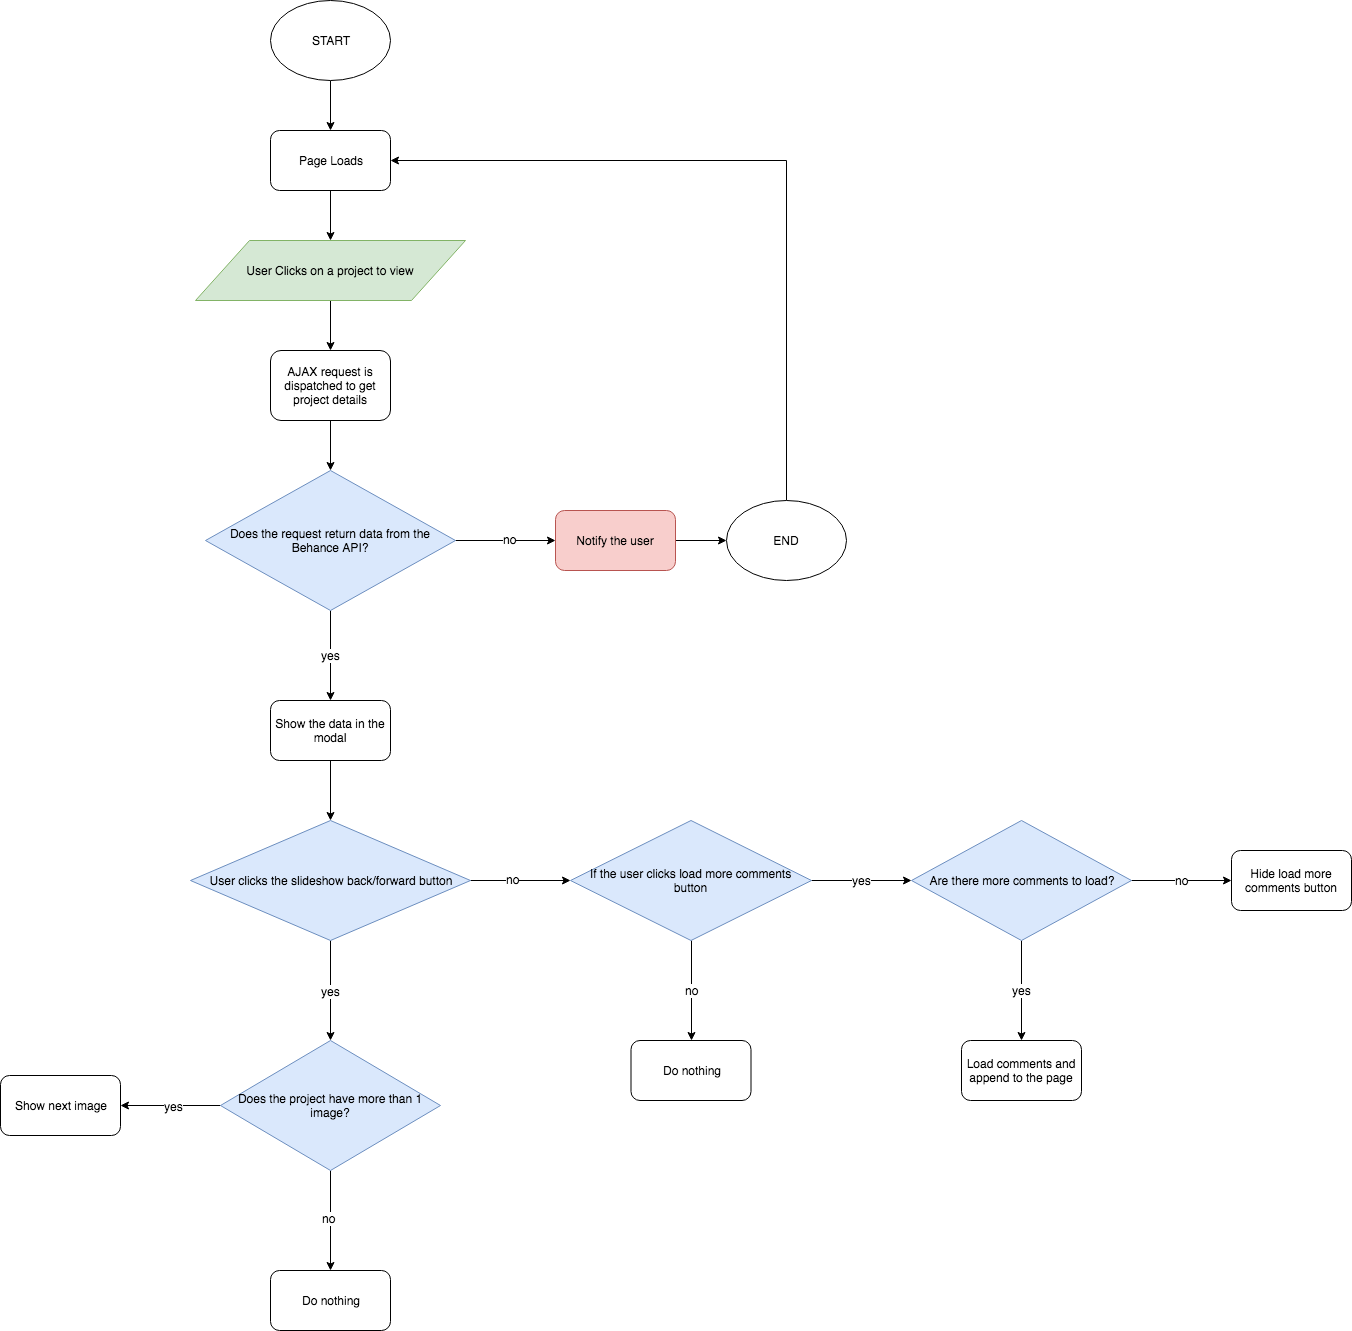 START
Page Loads
User Clicks on a project to view
AJAX request is
dispatched to get
project details
Does the request return data from the
Behance API?
no
Notify the user
END
yes
Show the data in the
modal
User clicks the slideshow back/forward button
no
If the user clicks load more comments
button
yes
Are there more comments to load?
no
Hide load more
comments button
yes
no
yes
Do nothing
Load comments and
append to the page
Show next image
yes
Does the project have more than 1
image?
no
Do nothing